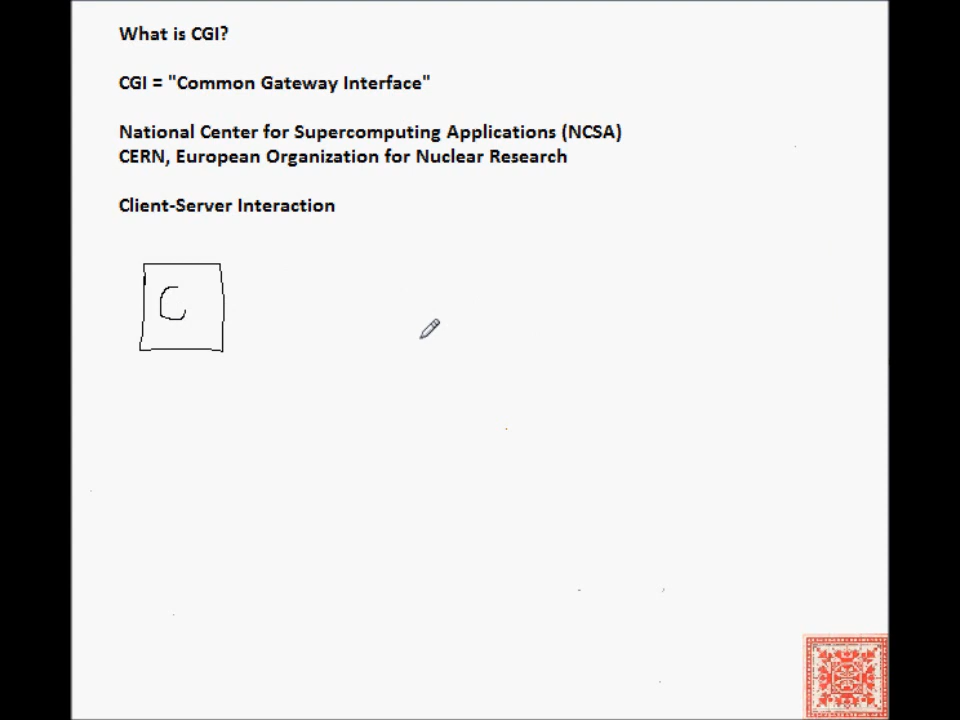 What is CGI?
CGI = "Common Gateway Interface"
National Center for Supercomputing Applications (NCSA)
CERN, European Organization for Nuclear Research
Client-Server Interaction
C